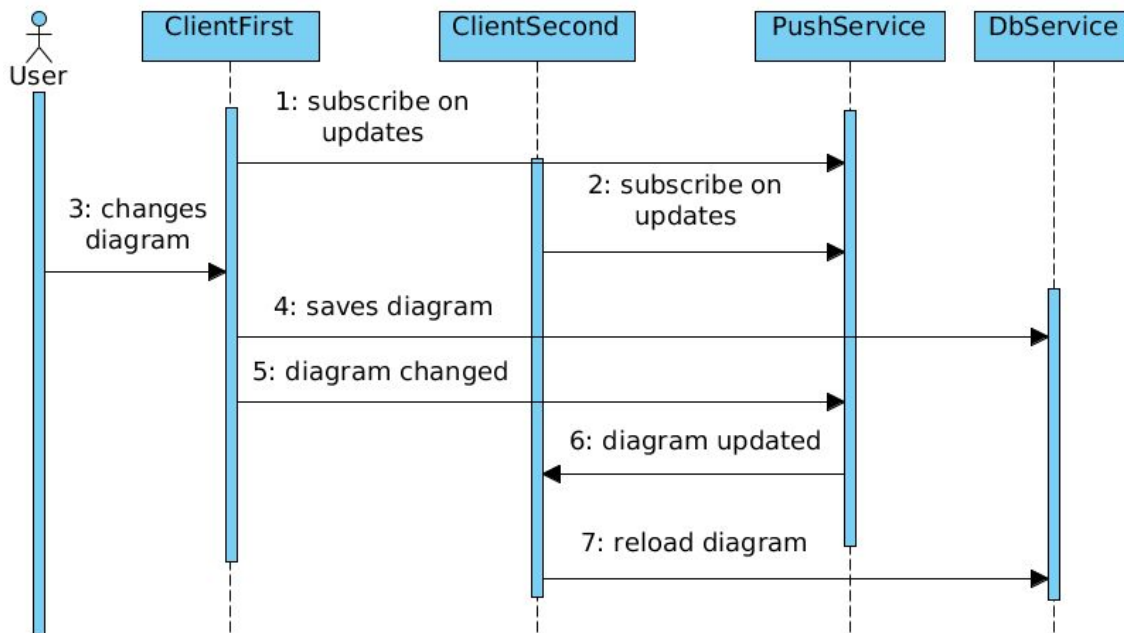 User
ClientFirst
ClientSecond
PushService
DbService
1: subscribe on
updates
2: subscribe on
updates
3: changes
diagram
4: saves diagram
5: diagram changed
6: diagram updated
7: reload diagram